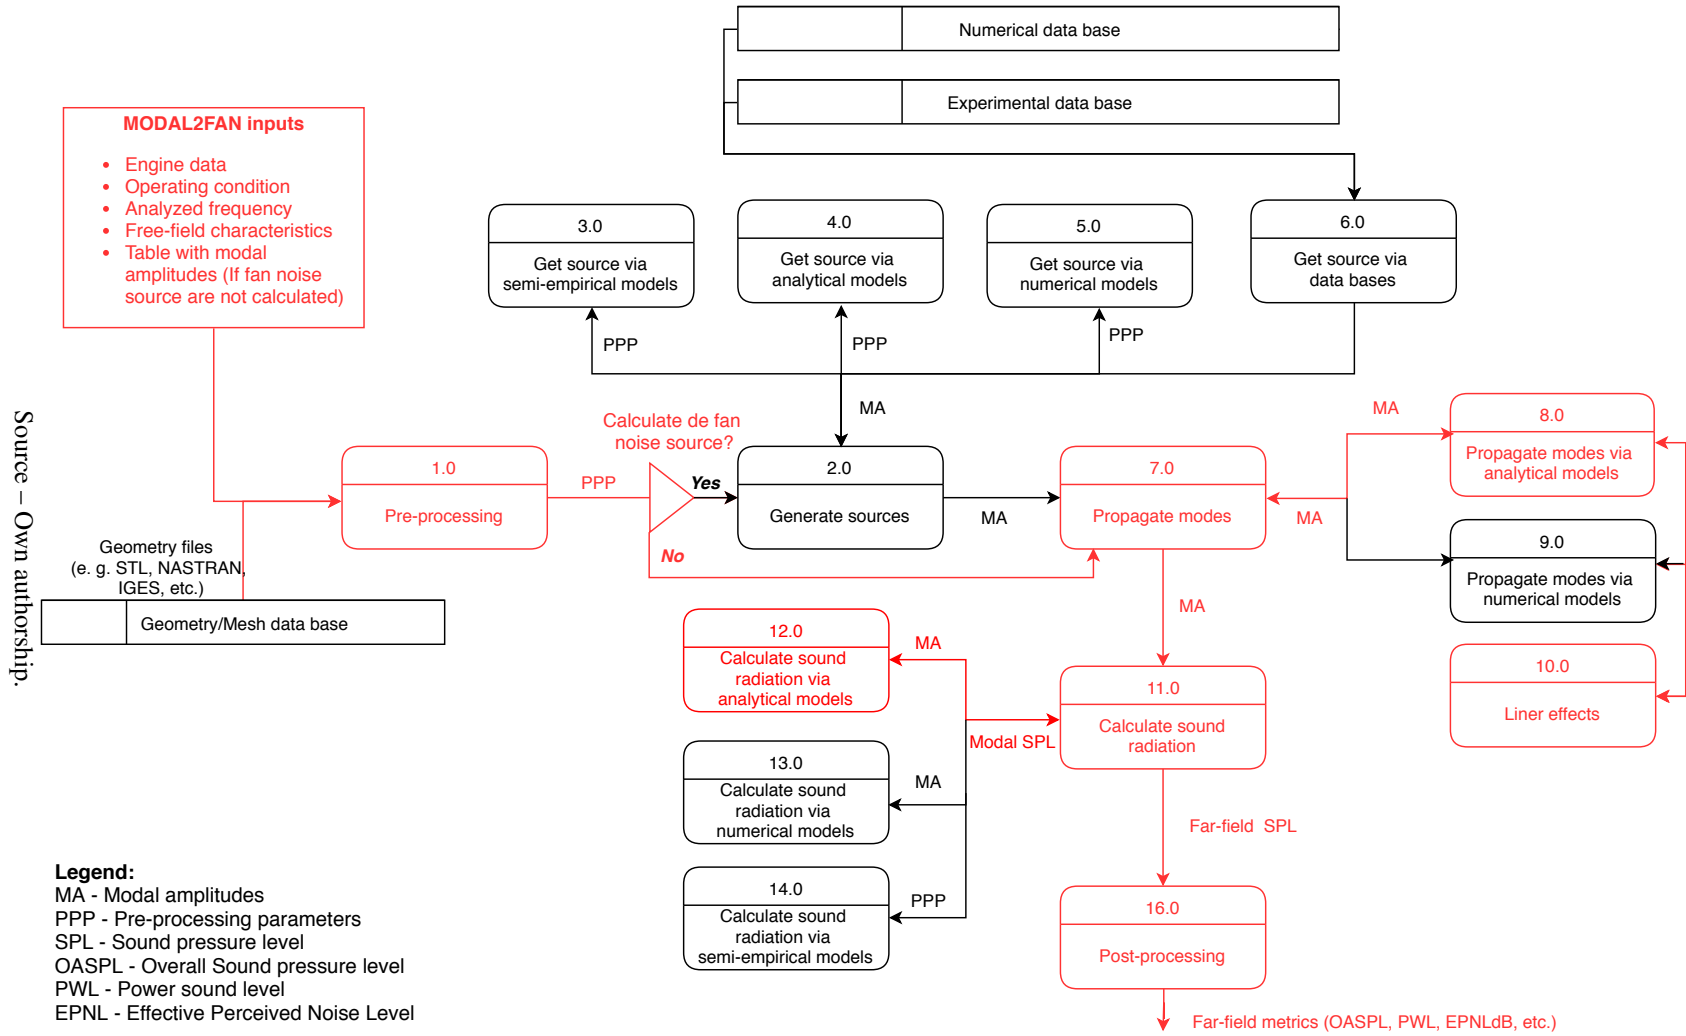 Numerical data base
Experimental data base
MODAL2FAN inputs
• Engine data
• Operating condition
• Analyzed frequency
• Free-field characteristics
• Table with modal
amplitudes (If fan noise
source are not calculated)
3.0
Get source via
semi-empirical models
4.0
Get source via
analytical models
5.0
Get source via
numerical models
6.0
Get source via
data bases
PPP
PPP
PPP
MA
Calculate de fan
noise source?
1.0
Pre-processing
PPP
Yes
No
2.0
Generate sources
MA
7.0
Propagate modes
MA
MA
8.0
Propagate modes via
analytical models
9.0
Propagate modes via
numerical models
10.0
Liner effects
Geometry files
(e. g. STL, NASTRAN,
IGES, etc.)
Geometry/Mesh data base
MA
12.0
Calculate sound
radiation via
analytical models
MA
11.0
Calculate sound
radiation
Modal SPL
13.0
Calculate sound
radiation via
numerical models
MA
14.0
Calculate sound
radiation via
semi-empirical models
PPP
Far-field SPL
16.0
Post-processing
Far-field metrics (OASPL, PWL, EPNLdB, etc.)
Legend:
MA - Modal amplitudes
PPP - Pre-processing parameters
SPL - Sound pressure level
OASPL - Overall Sound pressure level
PWL - Power sound level
EPNL - Effective Perceived Noise Level
Source – Own authorship.